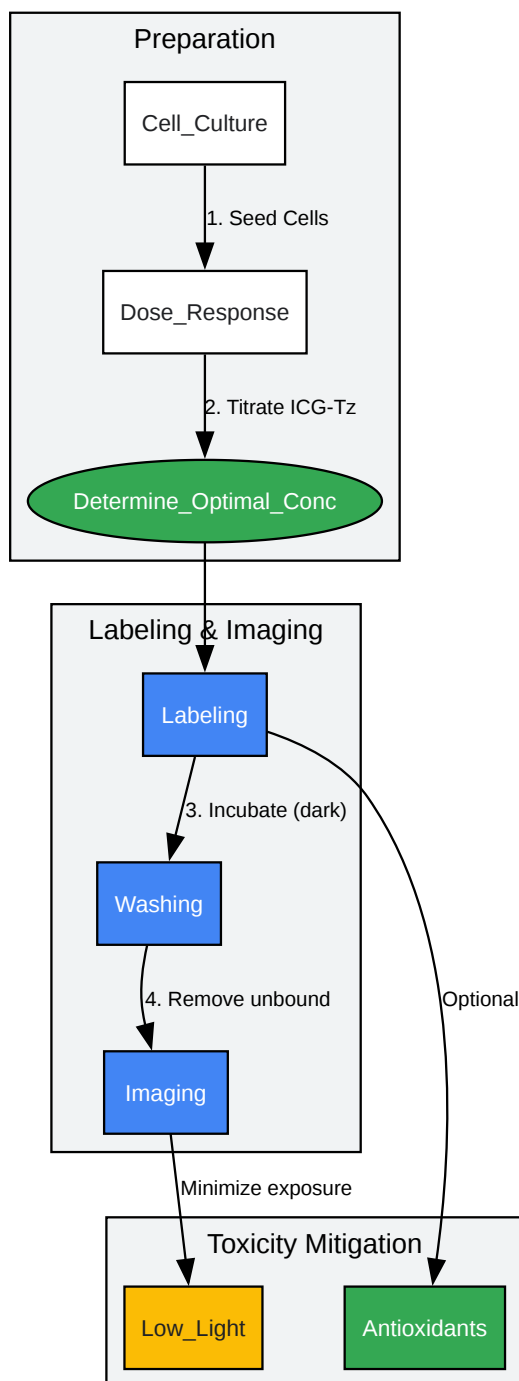 Preparation
Cell_Culture
1. Seed Cells
Dose_Response
2. Titrate ICG-Tz
Determine_Optimal_Conc
Labeling & Imaging
Labeling
3. Incubate (dark)
Washing
4. Remove unbound
Optional
Imaging
Minimize exposure
Toxicity Mitigation
Low_Light
Antioxidants